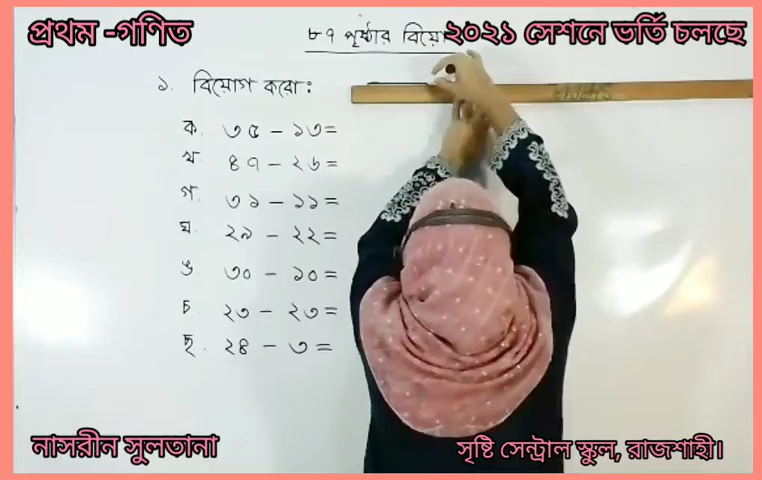 প্রথম -গণিত
৮৭ পৃষ্ঠার
২০২১ সেশনে ভর্তি চলছে
১. বিয়োগ করো:
ক. ৩৫ - ১৩=
খ. ৪৭ - ২৬=
গ. ৩১ - ১১=
ঘ. ২৯ - ২২=
ঙ. ৩০ - ১০=
চ. ২৩ - ২৩=
ছ. ২৪ - ৩ =
নাসরীন সুলতানা
সৃষ্টি সেন্ট্রাল স্কুল, রাজশাহী।